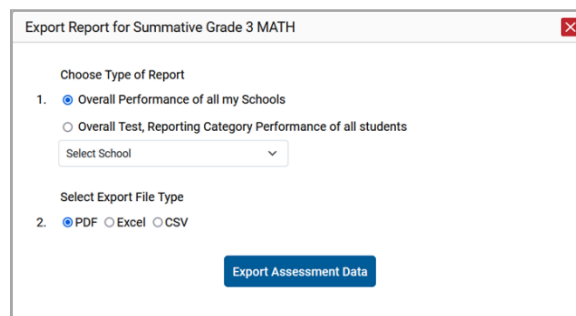 Export Report for Summative Grade 3 MATH
Choose Type of Report
1. Overall Performance of all my Schools
Overall Test, Reporting Category Performance of all students
Select School
Select Export File Type
2. PDF Excel CSV
Export Assessment Data